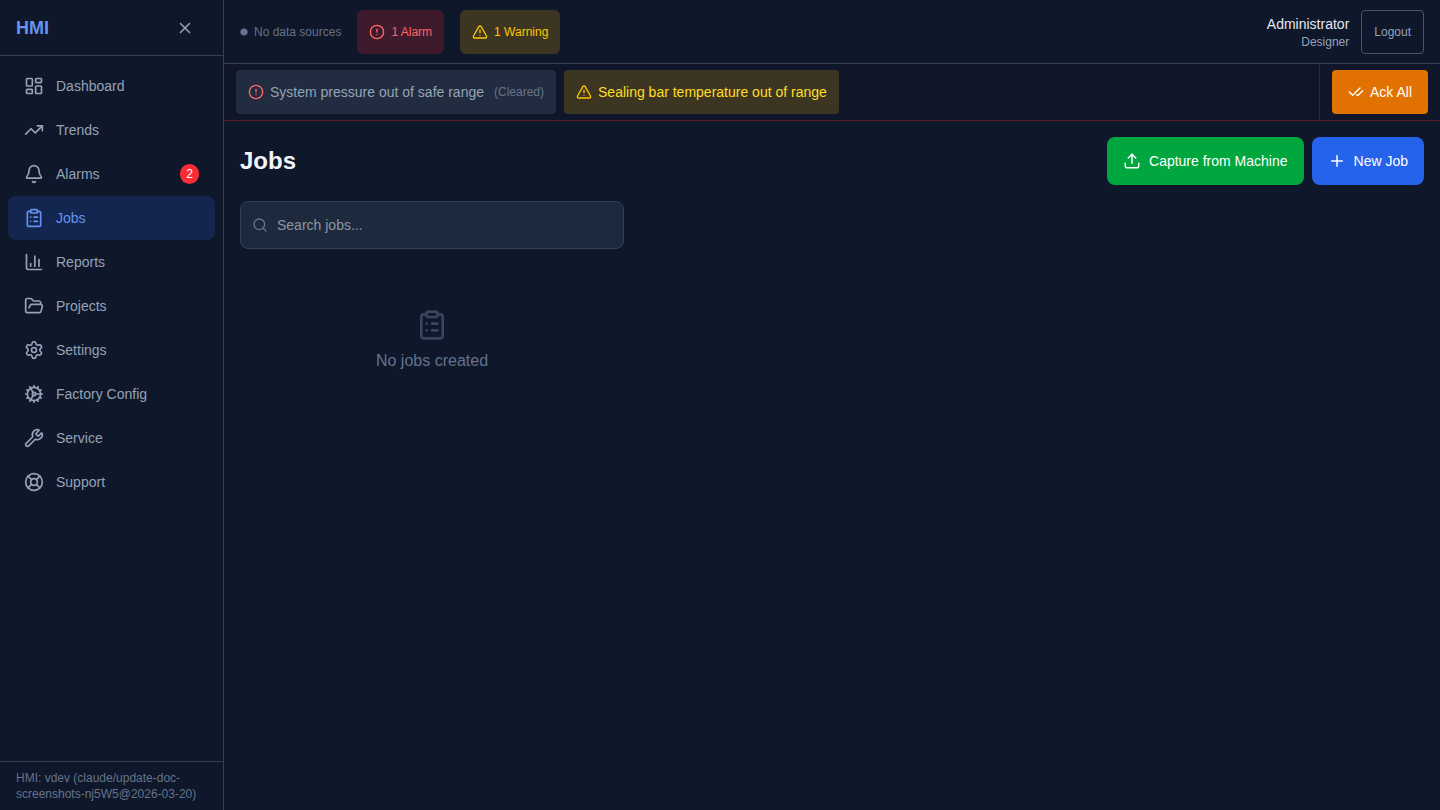 HMI
No data sources
1 Alarm
1 Warning
Administrator
Designer
Logout
System pressure out of safe range (Cleared)
Sealing bar temperature out of range
Ack All
Dashboard
Trends
Alarms 2
Jobs
Reports
Projects
Settings
Factory Config
Service
Support
HMI: vdev (claude/update-doc-
screenshots-nj5W5@2026-03-20)
Jobs
Capture from Machine
New Job
Search jobs...
No jobs created